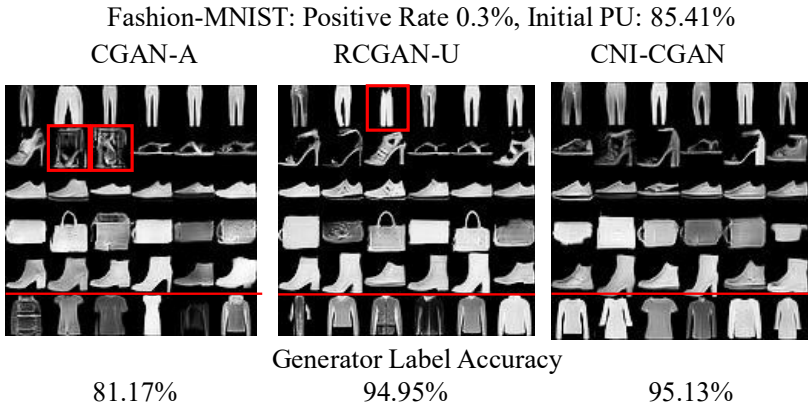 Fashion-MNIST: Positive Rate 0.3%, Initial PU: 85.41%
CGAN-A RCGAN-U CNI-CGAN
Generator Label Accuracy
81.17% 94.95% 95.13%